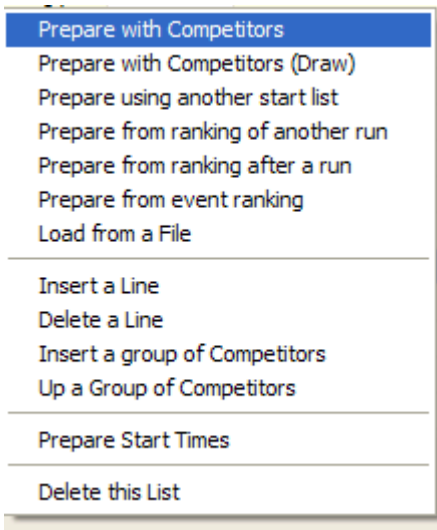 Prepare with Competitors
Prepare with Competitors (Draw)
Prepare using another start list
Prepare from ranking of another run
Prepare from ranking after a run
Prepare from event ranking
Load from a File
Insert a Line
Delete a Line
Insert a group of Competitors
Up a Group of Competitors
Prepare Start Times
Delete this List